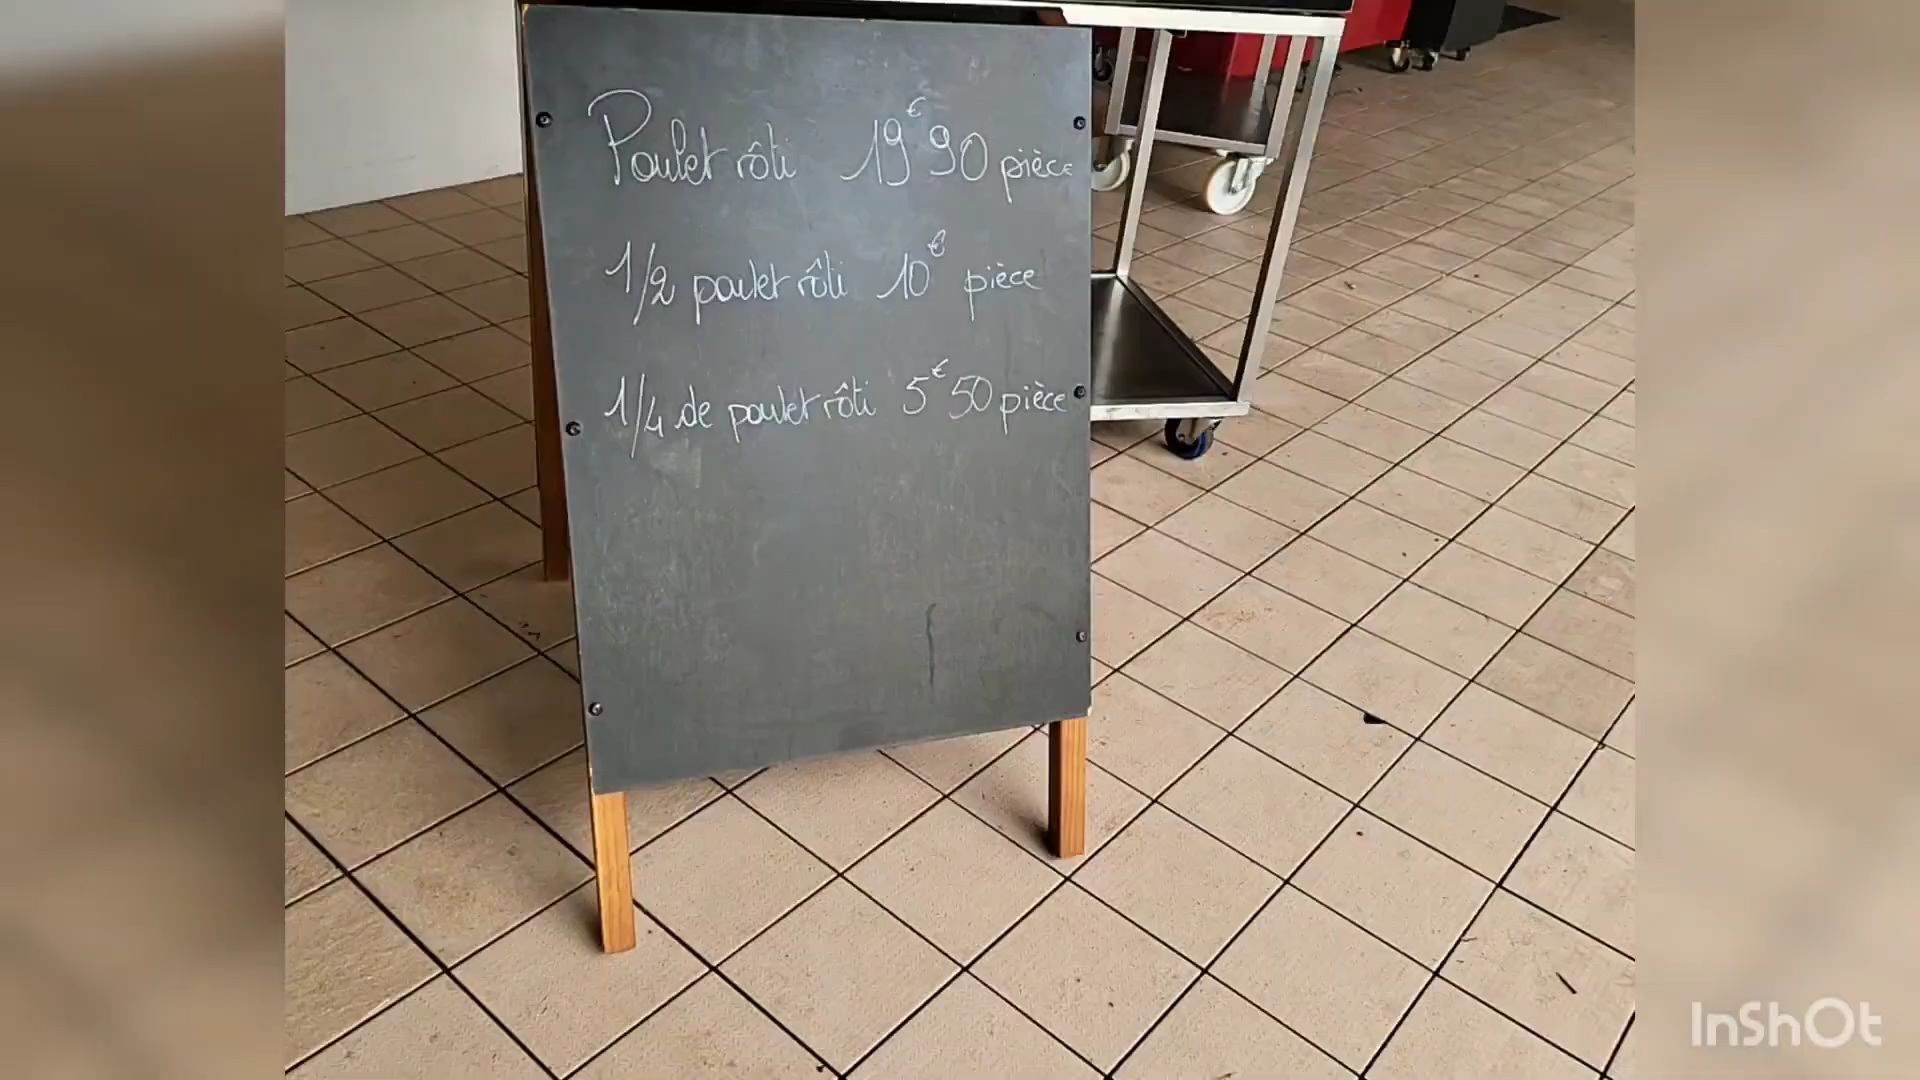 Poulet rôti 19€90 pièce
1/2 poulet rôti 10€ pièce
1/4 de poulet rôti 5€50 pièce
InShOt